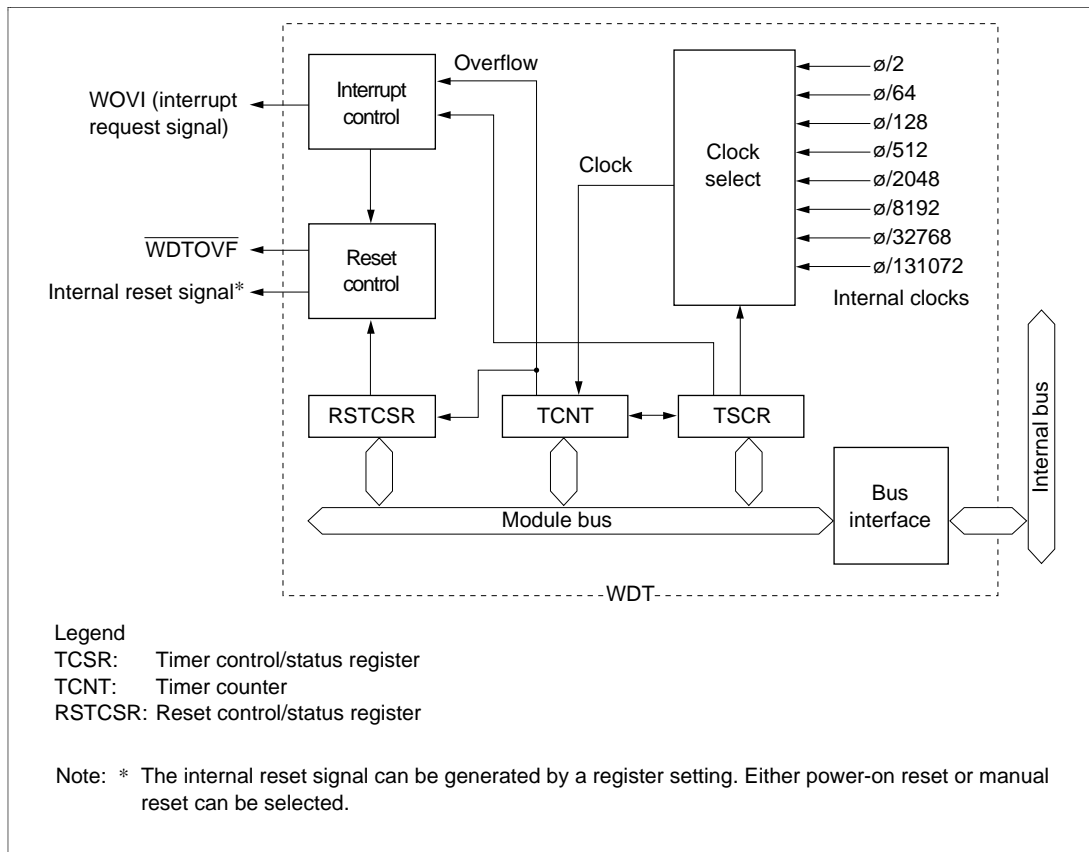 Overflow
Interrupt
control
WOVI (interrupt
request signal)
WDTOVF
Internal reset signal*
Reset
control
Clock
Clock
select
ø/2
ø/64
ø/128
ø/512
ø/2048
ø/8192
ø/32768
ø/131072
Internal clocks
RSTCSR
TCNT
TSCR
Module bus
Bus
interface
Internal bus
WDT
Legend
TCSR: Timer control/status register
TCNT: Timer counter
RSTCSR: Reset control/status register
Note: * The internal reset signal can be generated by a register setting. Either power-on reset or manual
reset can be selected.